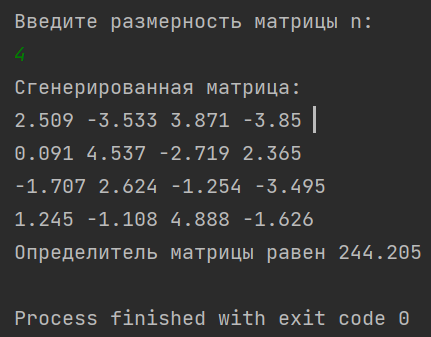 Введите размерность матрицы n:
4
Сгенерированная матрица:
2.509 -3.533 3.871 -3.85
0.091 4.537 -2.719 2.365
-1.707 2.624 -1.254 -3.495
1.245 -1.108 4.888 -1.626
Определитель матрицы равен 244.205
Process finished with exit code 0